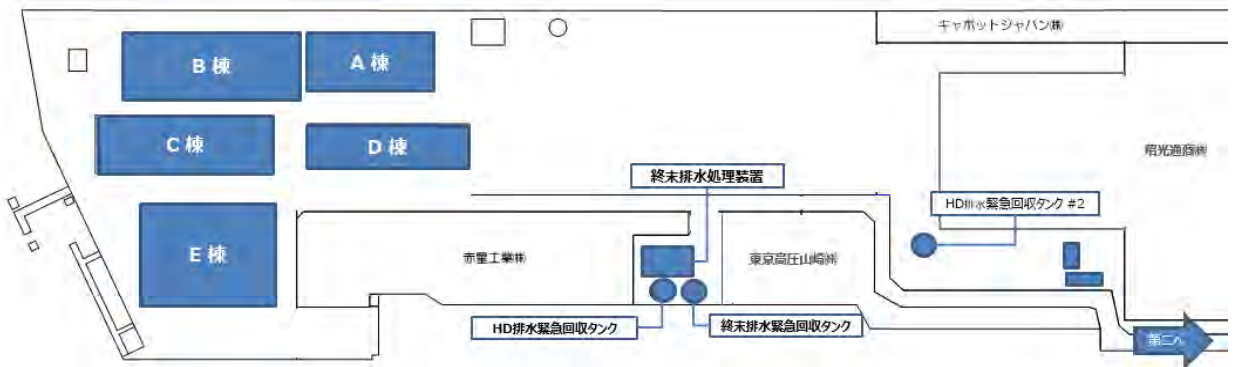 キャボットジャパン㈱
B 棟
A 棟
C 棟
D 棟
昭光通商㈱
終末排水処理装置
HD排水緊急回収タンク #2
E 棟
赤星工業㈱
東京高圧山崎㈱
HD排水緊急回収タンク
終末排水緊急回収タンク
第二へ